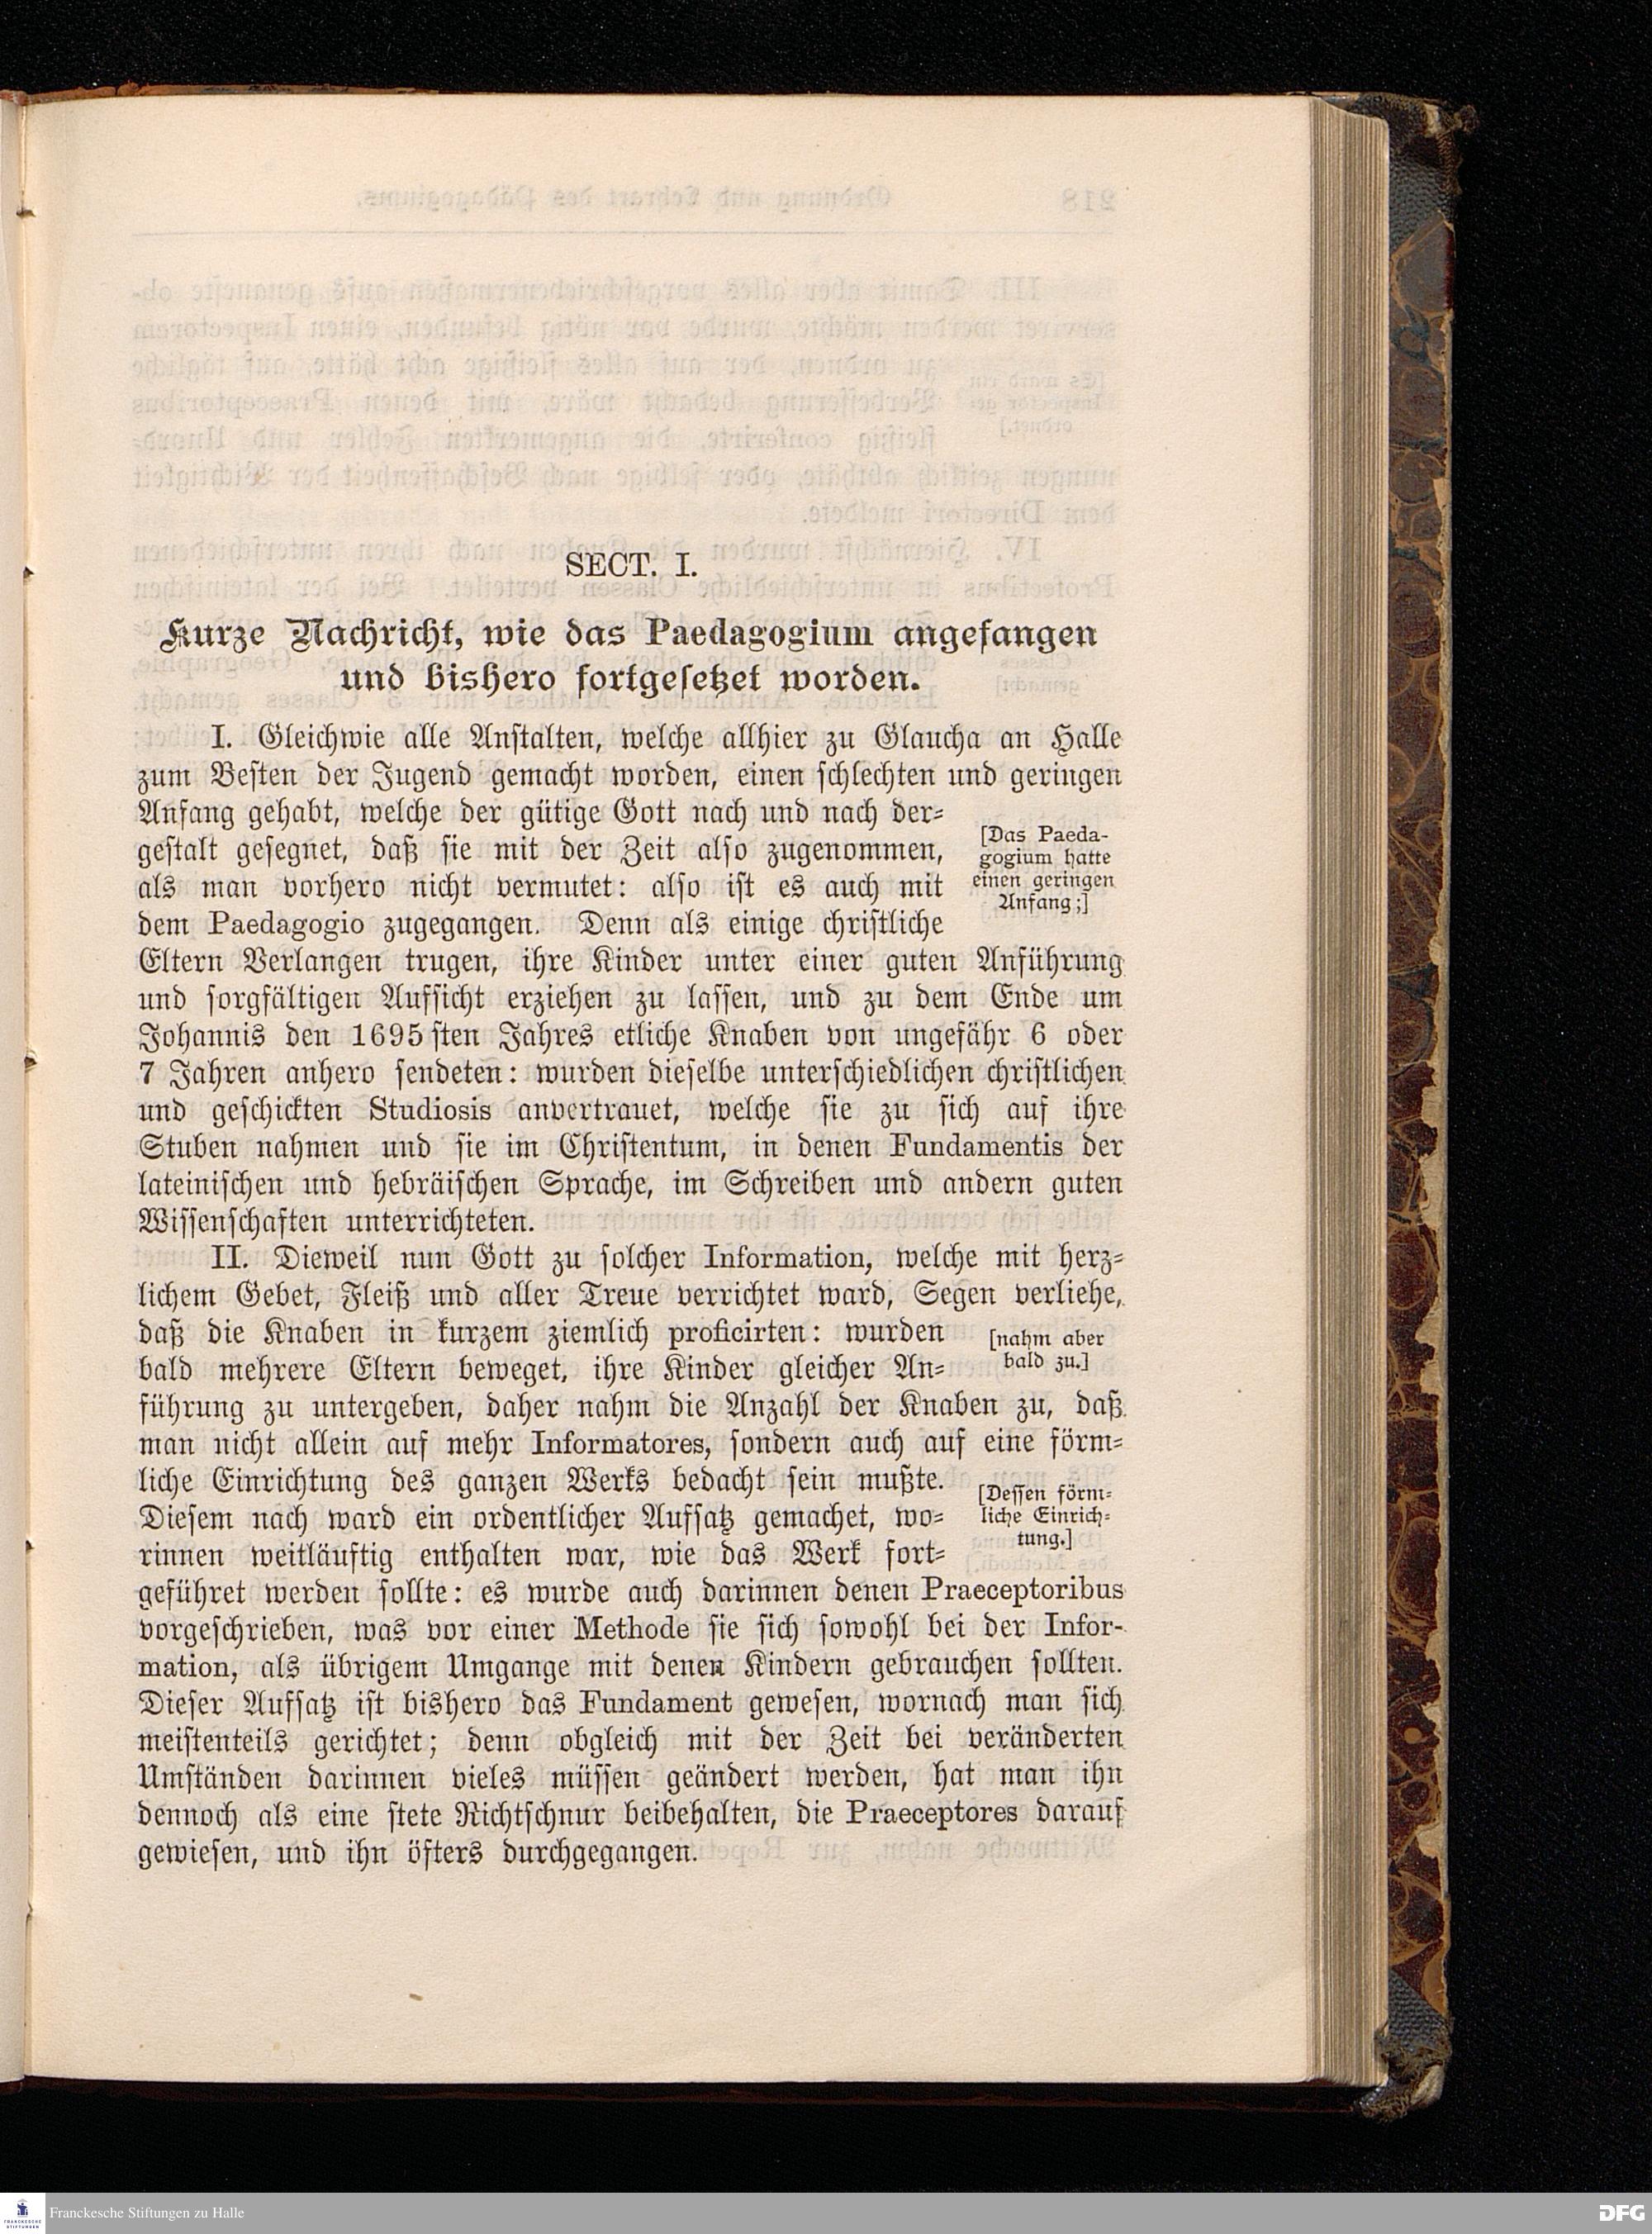 SECT. I.
Kurze Nachricht, wie das Paedagogium angefangen
und bishero fortgesetzet worden.
I. Gleichwie alle Anstalten, welche allhier zu Glaucha an Halle
zum Besten der Jugend gemacht worden, einen schlechten und geringen
Anfang gehabt, welche der gütige Gott nach und nach der-
gestalt gesegnet, daß sie mit der Zeit also zugenommen,
als man vorhero nicht vermutet: also ist es auch mit
dem Paedagogio zugegangen. Denn als einige christliche
[Das Paeda-
gogium hatte
einen geringen
Anfang;]
Eltern Verlangen trugen, ihre Kinder unter einer guten Anführung
und sorgfältigen Aufsicht erziehen zu lassen, und zu dem Ende um
Johannis den 1695sten Jahres etliche Knaben von ungefähr 6 oder
7 Jahren anhero sendeten: wurden dieselbe unterschiedlichen christlichen
und geschickten Studiosis anvertrauet, welche sie zu sich auf ihre
Stuben nahmen und sie im Christentum, in denen Fundamentis der
lateinischen und hebräischen Sprache, im Schreiben und andern guten
Wissenschaften unterrichteten.
II. Dieweil nun Gott zu solcher Information, welche mit herz-
lichem Gebet, Fleiß und aller Treue verrichtet ward, Segen verliehe,
daß die Knaben in kurzem ziemlich proficirten: wurden
bald mehrere Eltern beweget, ihre Kinder gleicher An-
[nahm aber
bald zu.]
führung zu untergeben, daher nahm die Anzahl der Knaben zu, daß
man nicht allein auf mehr Informatores, sondern auch auf eine förm-
liche Einrichtung des ganzen Werks bedacht sein mußte.
Diesem nach ward ein ordentlicher Aufsatz gemachet, wo-
rinnen weitläuftig enthalten war, wie das Werk fort-
[Dessen förm-
liche Einrich-
tung.]
geführet werden sollte: es wurde auch darinnen denen Praeceptoribus
vorgeschrieben, was vor einer Methode sie sich sowohl bei der Infor-
mation, als übrigem Umgange mit denen Kindern gebrauchen sollten.
Dieser Aufsatz ist bishero das Fundament gewesen, wornach man sich
meistenteils gerichtet; denn obgleich mit der Zeit bei veränderten
Umständen darinnen vieles müssen geändert werden, hat man ihn
dennoch als eine stete Richtschnur beibehalten, die Praeceptores darauf
gewiesen, und ihn öfters durchgegangen.
FRANCKESCHE
STIFTUNGEN
Franckesche Stiftungen zu Halle
DFG